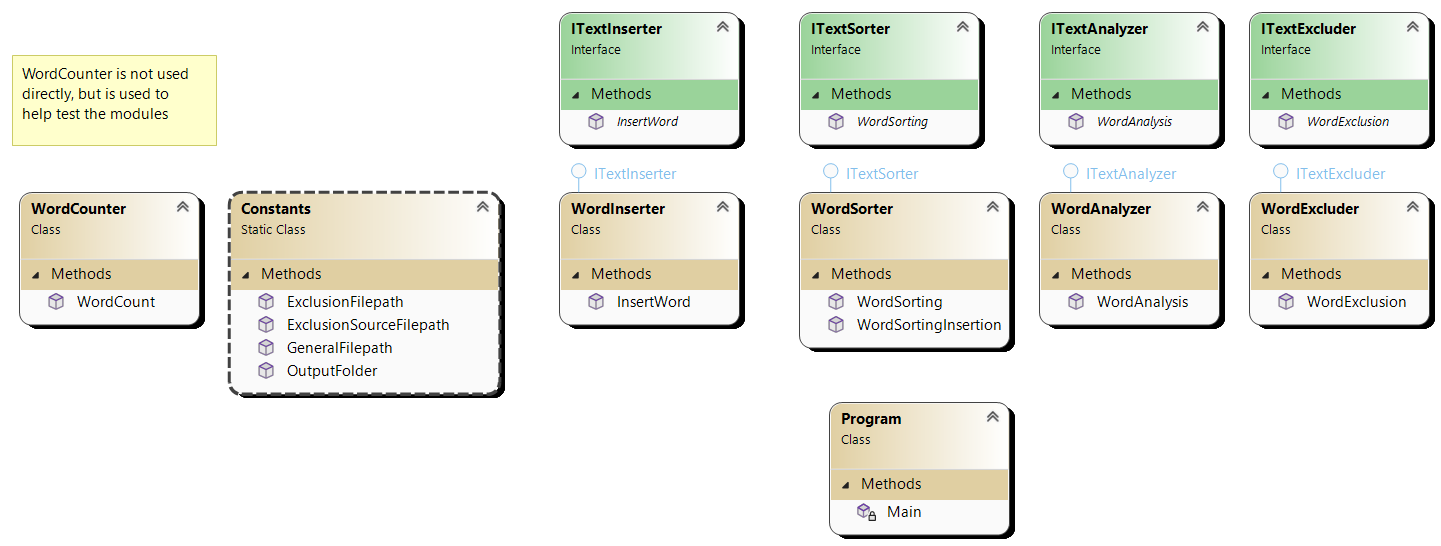 WordCounter is not used
directly, but is used to
help test the modules
ITextInserter
Interface
Methods
InsertWord
ITextSorter
Interface
Methods
WordSorting
ITextAnalyzer
Interface
Methods
WordAnalysis
ITextExcluder
Interface
Methods
WordExclusion
WordCounter
Class
Methods
WordCount
Constants
Static Class
Methods
ExclusionFilepath
ExclusionSourceFilepath
GeneralFilepath
OutputFolder
ITextInserter
WordInserter
Class
Methods
InsertWord
ITextSorter
WordSorter
Class
Methods
WordSorting
WordSortingInsertion
ITextAnalyzer
WordAnalyzer
Class
Methods
WordAnalysis
ITextExcluder
WordExcluder
Class
Methods
WordExclusion
Program
Class
Methods
Main